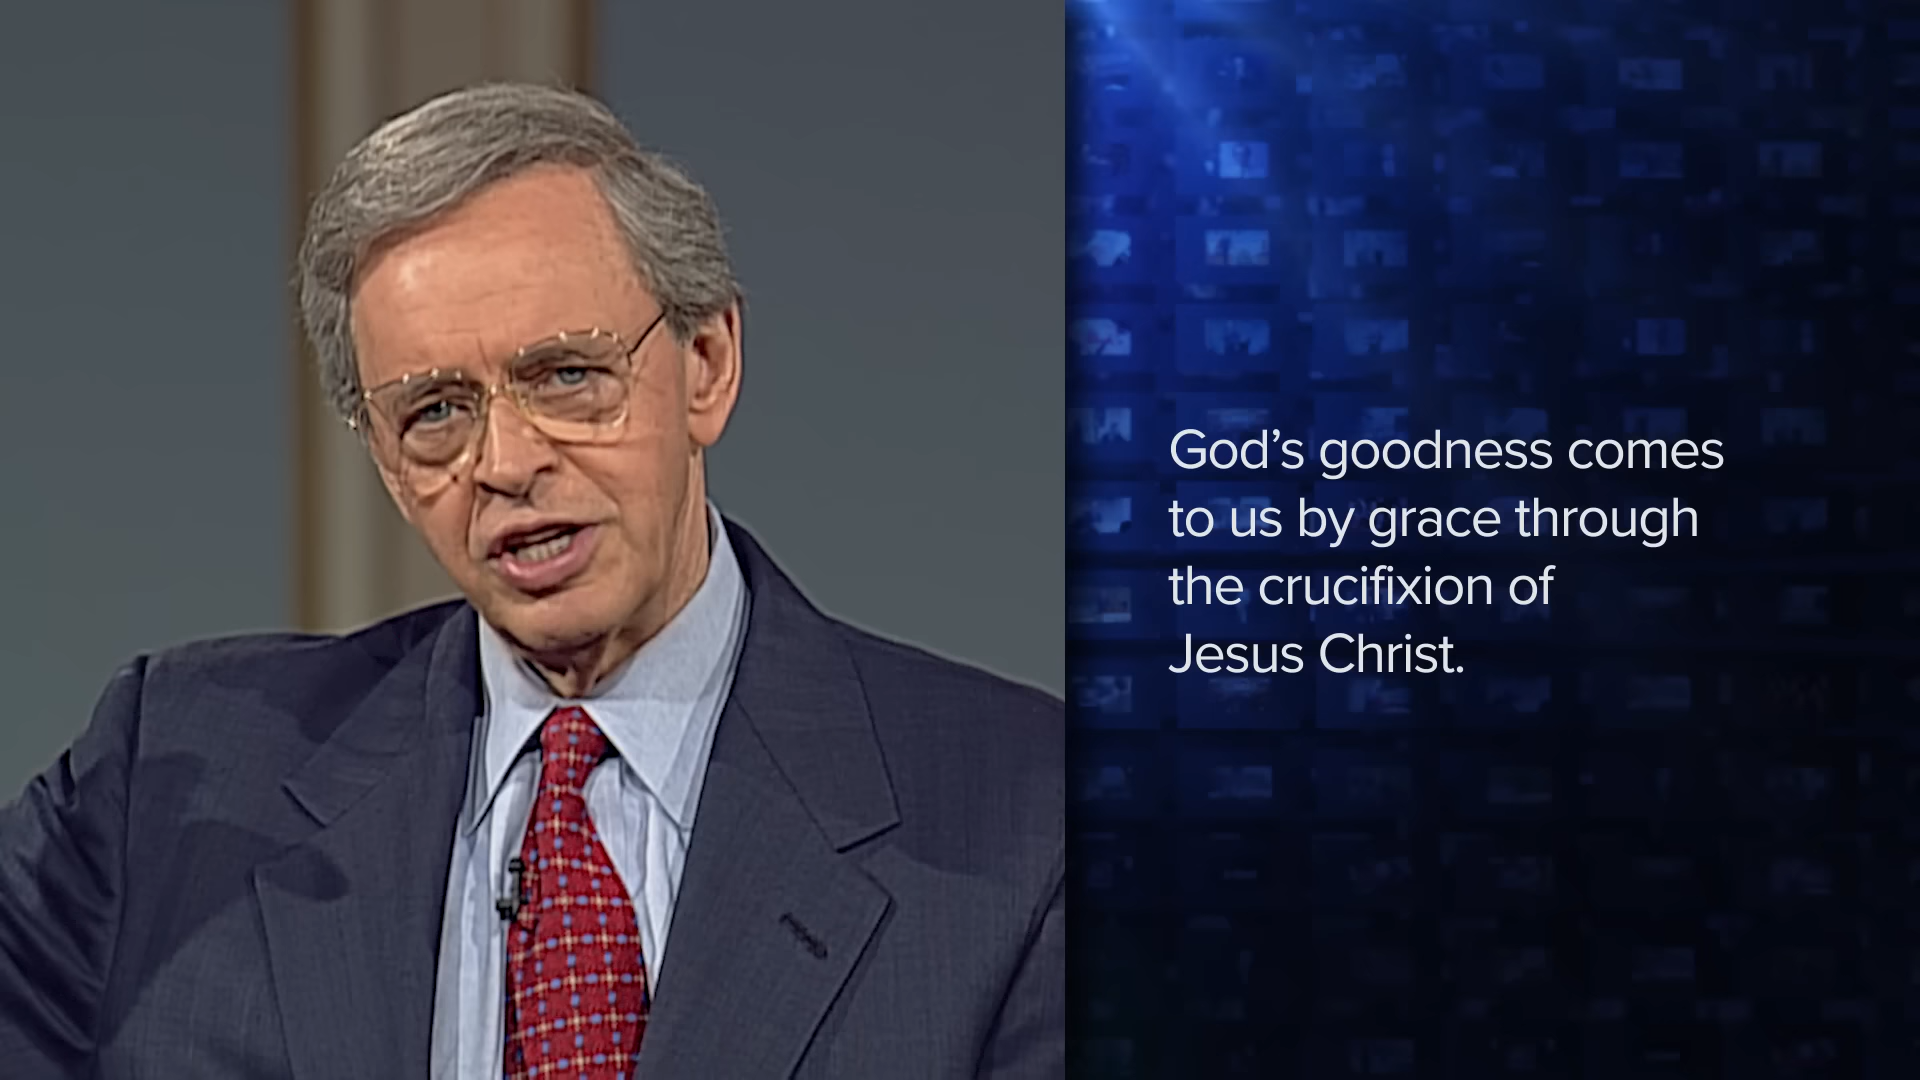 God’s goodness comes
to us by grace through
the crucifixion of
Jesus Christ.